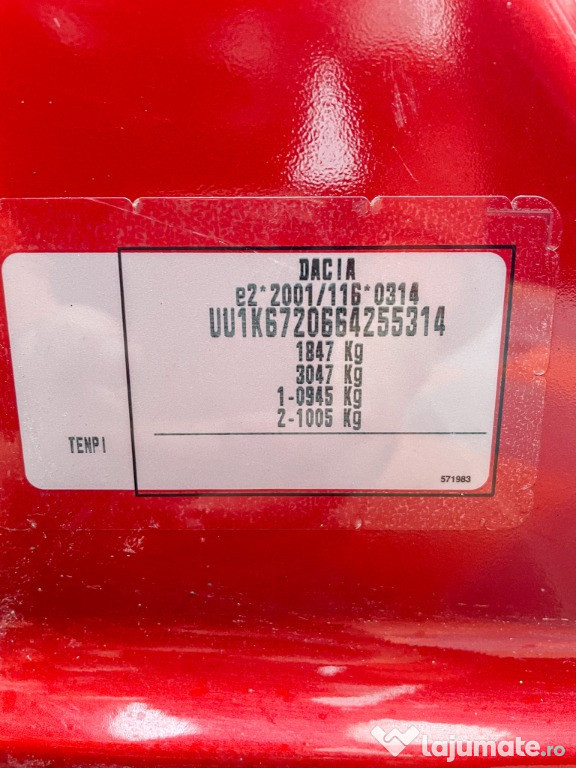 DACIA
e2*2001/116*0314
UU1K6720664255314
1847 Kg
3047 Kg
1-0945 Kg
2-1005 Kg
TENPI
571983
lajumate.ro